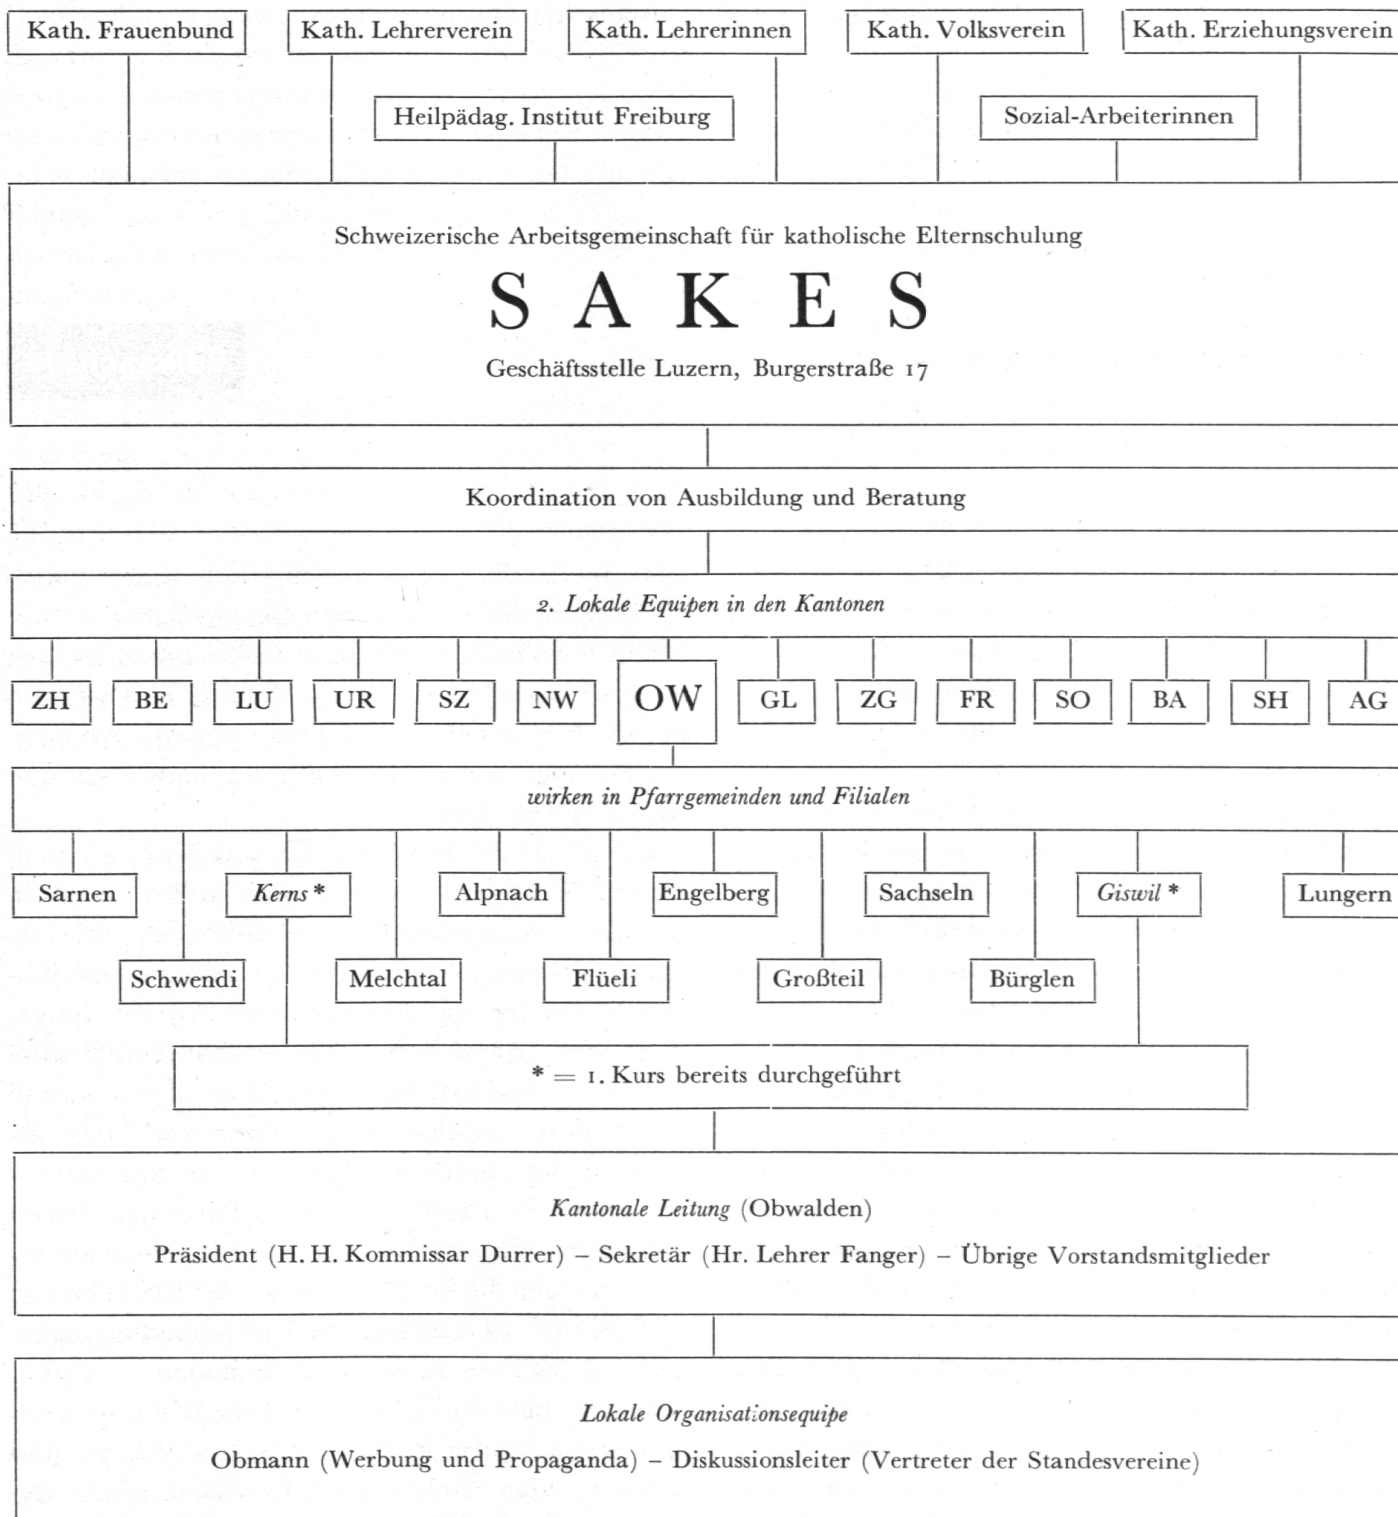 Kath. Frauenbund
Kath. Lehrerverein
Kath. Lehrerinnen
Kath. Volksverein
Kath. Erziehungsverein
Heilpädag. Institut Freiburg
Sozial-Arbeiterinnen
Schweizerische Arbeitsgemeinschaft für katholische Elternschulung
SAKES
Geschäftsstelle Luzern, Burgerstraße 17
Koordination von Ausbildung und Beratung
2. Lokale Equipen in den Kantonen
ZH
BE
LU
UR
SZ
NW
OW
GL
ZG
FR
SO
BA
SH
AG
wirken in Pfarrgemeinden und Filialen
Sarnen
Kerns *
Alpnach
Engelberg
Sachseln
Giswil *
Lungern
Schwendi
Melchtal
Flüeli
Großteil
Bürglen
* = 1. Kurs bereits durchgeführt
Kantonale Leitung (Obwalden)
Präsident (H. H. Kommissar Durrer) – Sekretär (Hr. Lehrer Fanger) – Übrige Vorstandsmitglieder
Lokale Organisationsequipe
Obmann (Werbung und Propaganda) – Diskussionsleiter (Vertreter der Standesvereine)